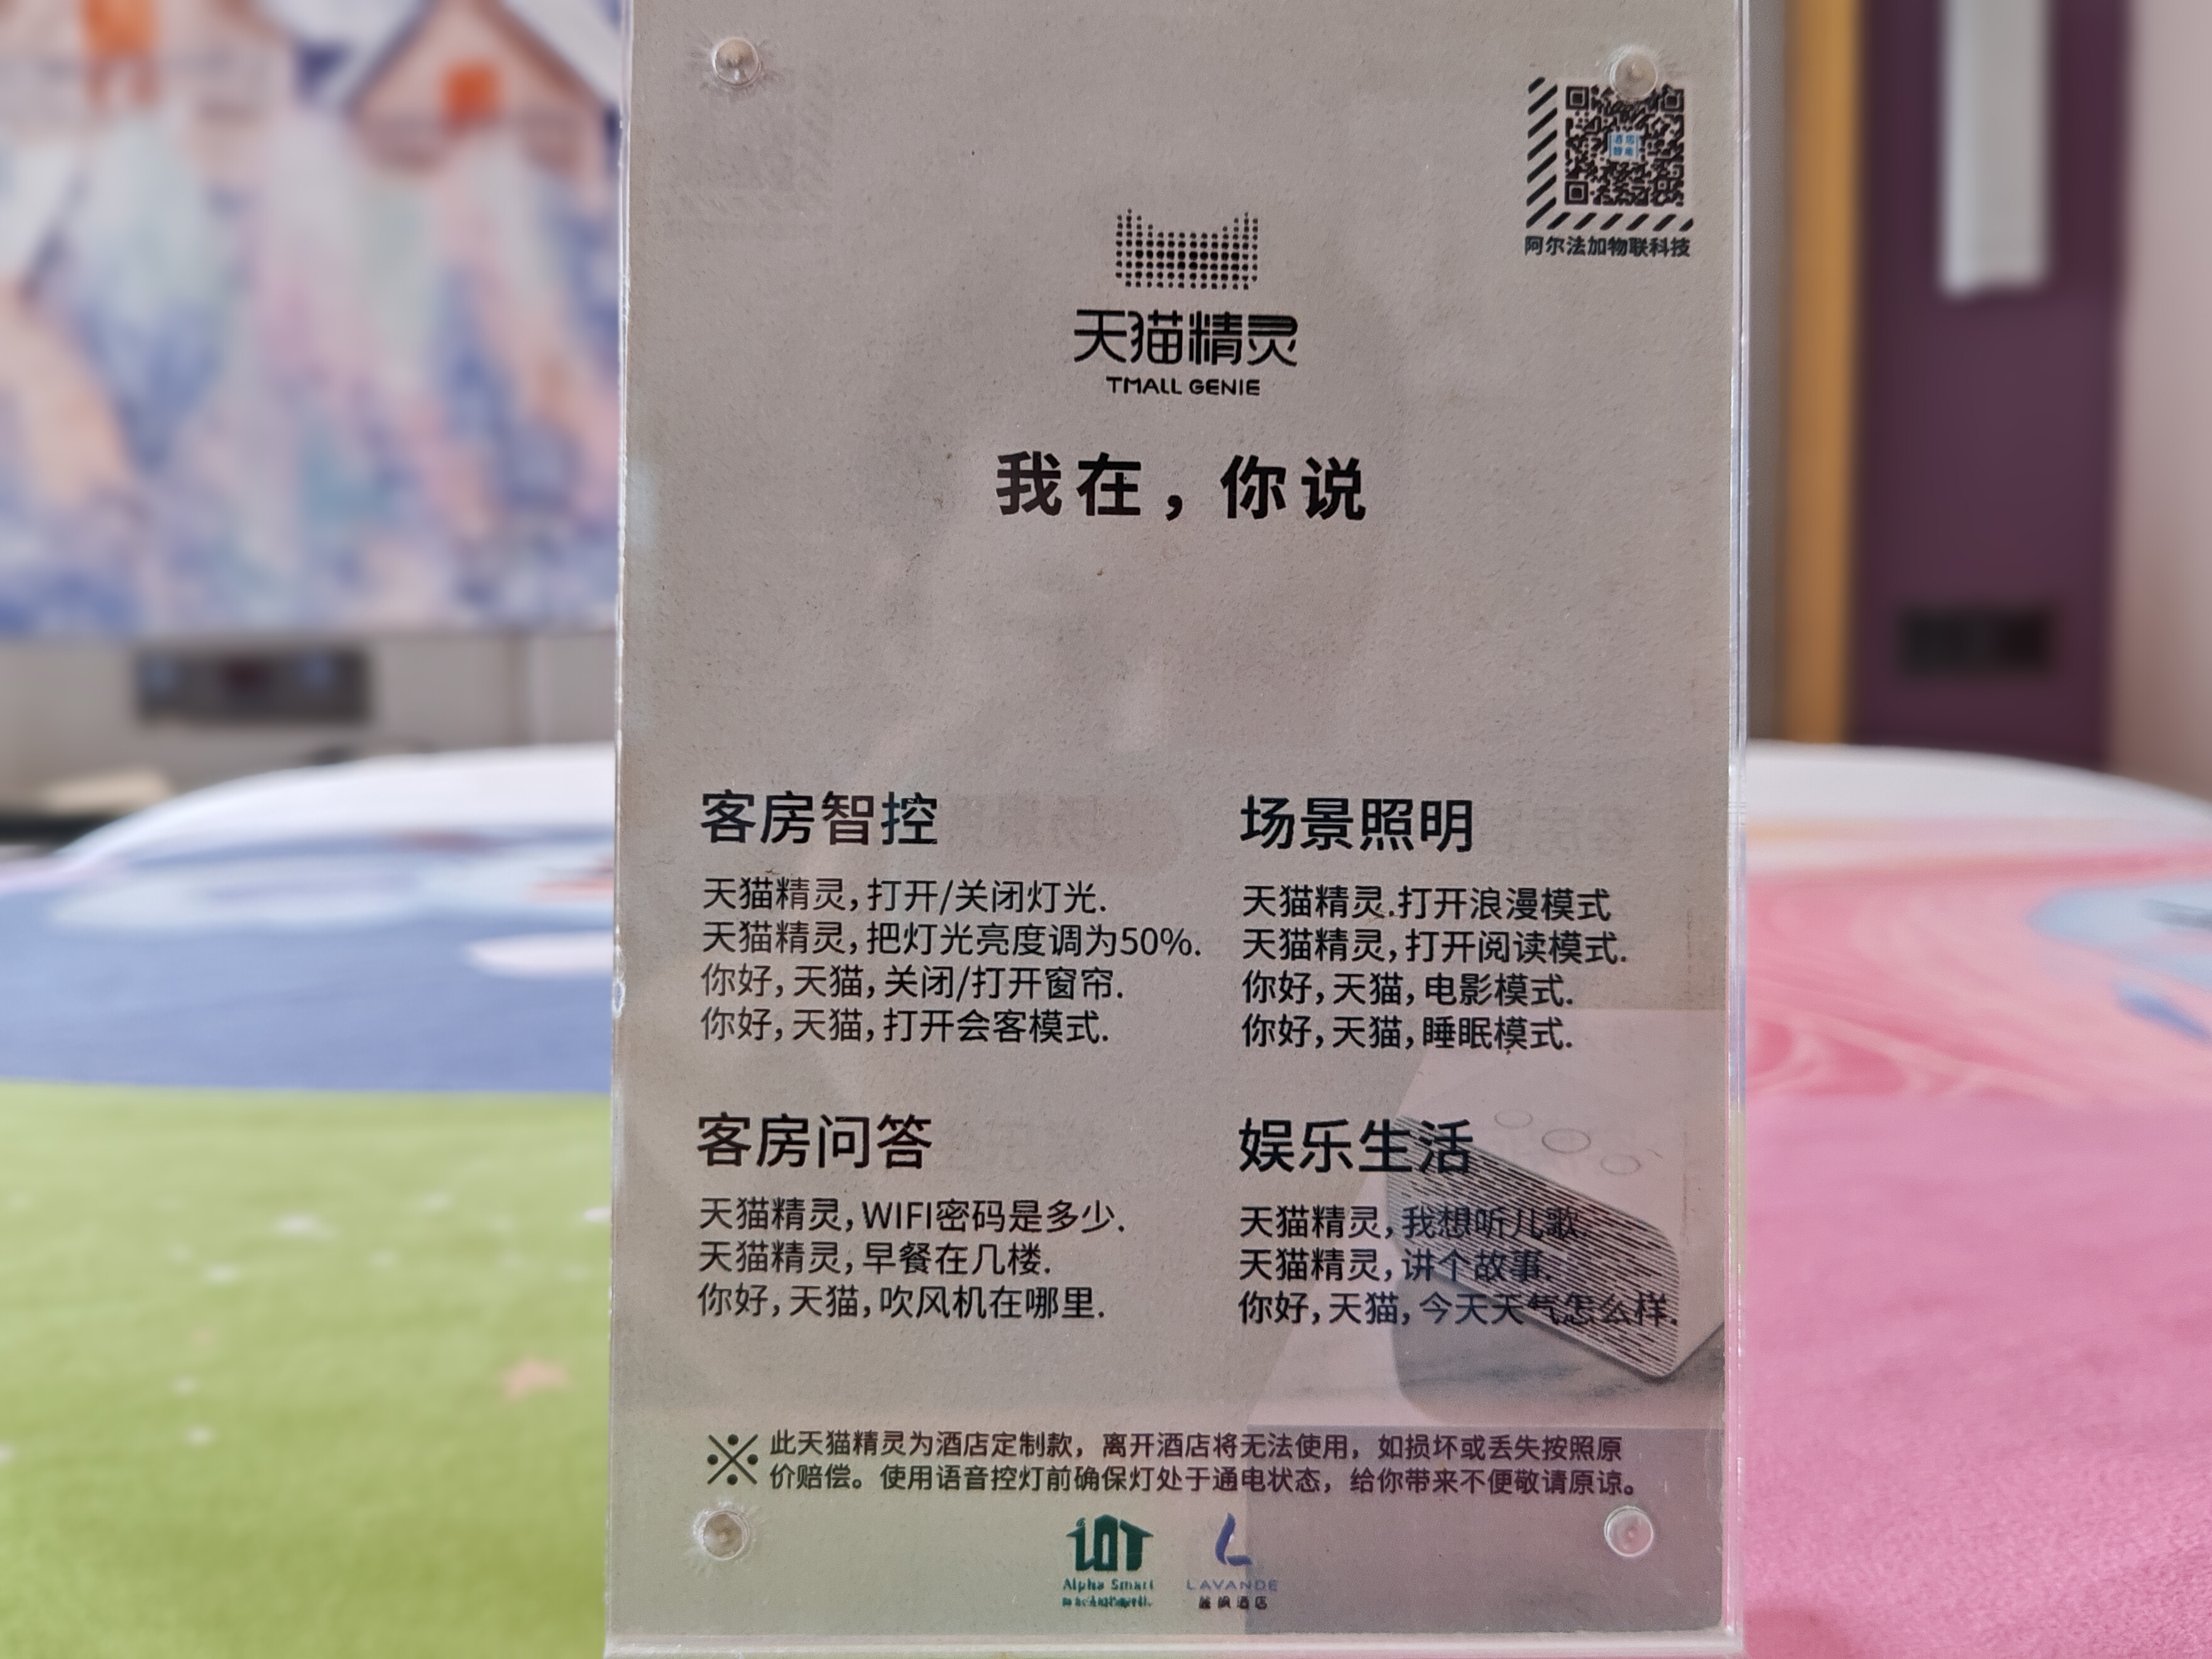 阿尔法加物联科技
天猫精灵
TMALL GENIE
我在，你说
客房智控
天猫精灵,打开/关闭灯光.
天猫精灵,把灯光亮度调为50%.
你好,天猫,关闭/打开窗帘.
你好,天猫,打开会客模式.
场景照明
天猫精灵.打开浪漫模式
天猫精灵,打开阅读模式.
你好,天猫,电影模式.
你好,天猫,睡眠模式.
客房问答
天猫精灵,WIFI密码是多少.
天猫精灵,早餐在几楼.
你好,天猫,吹风机在哪里.
娱乐生活
天猫精灵,我想听儿歌.
天猫精灵,讲个故事.
你好,天猫,今天天气怎么样.
※此天猫精灵为酒店定制款，离开酒店将无法使用，如损坏或丢失按照原
价赔偿。使用语音控灯前确保灯处于通电状态，给你带来不便敬请原谅。
IOT
Alpha Smart
LAVANDE
麗枫酒店